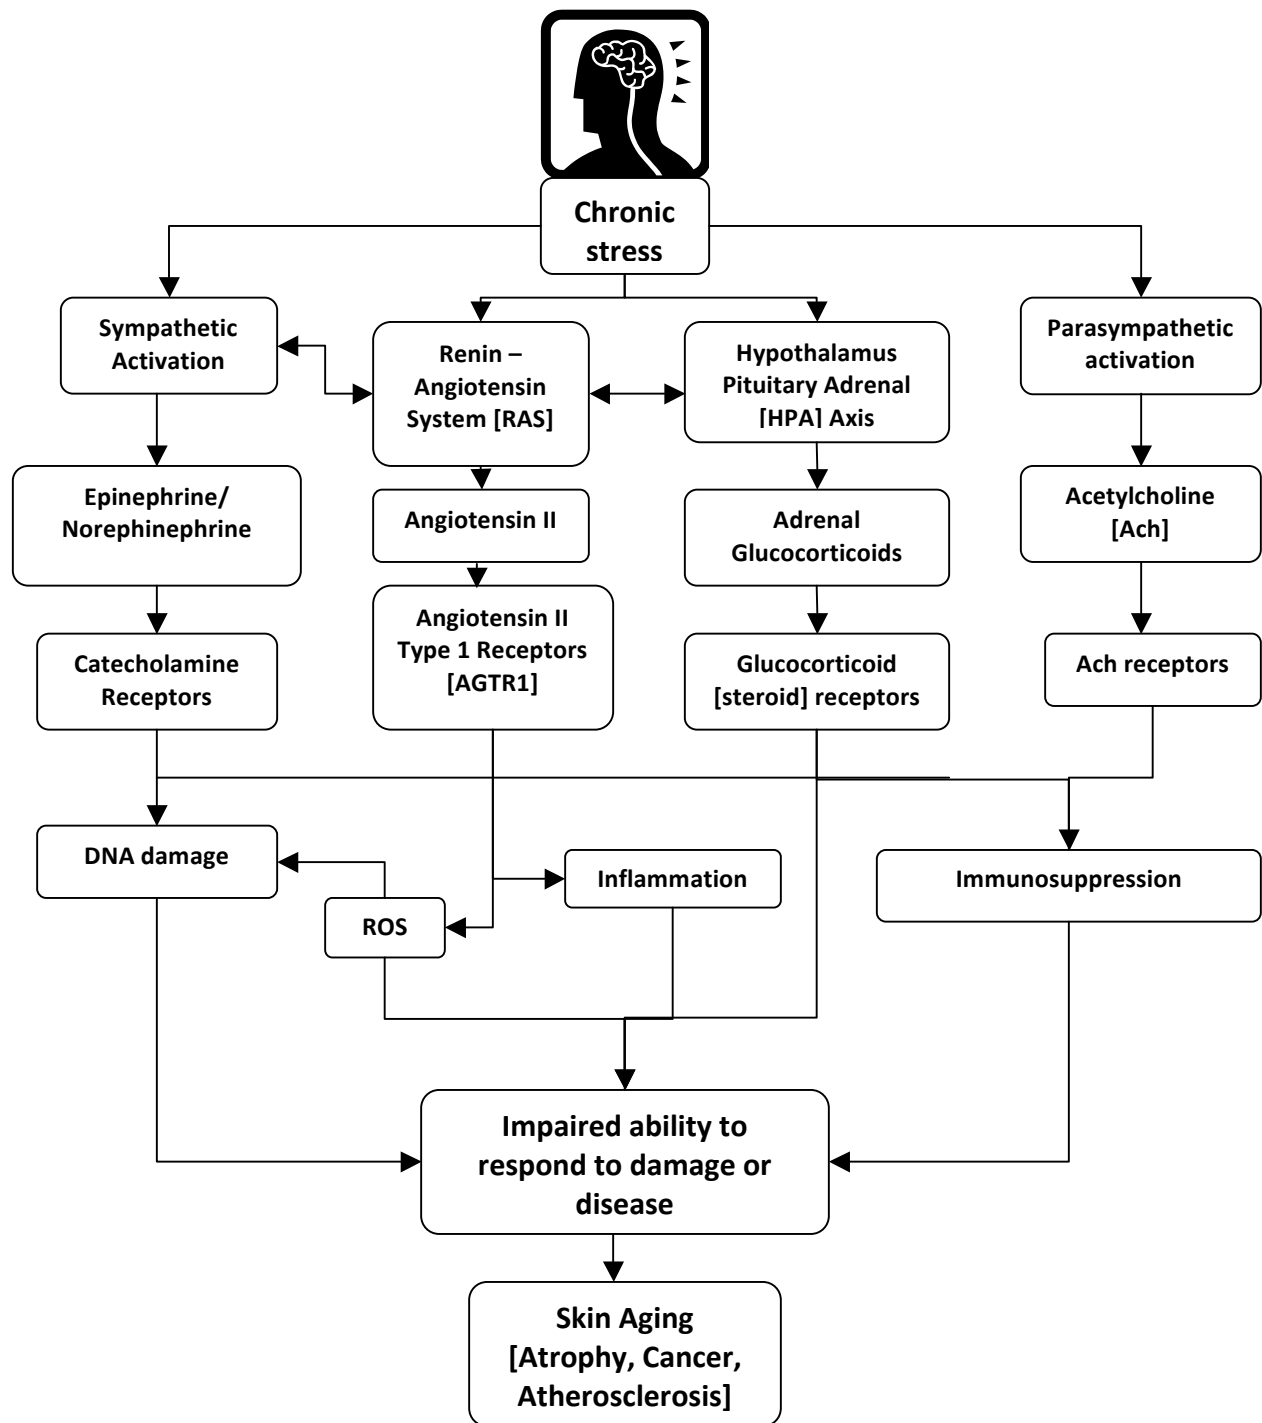 Chronic
stress
Sympathetic
Activation
Renin –
Angiotensin
System [RAS]
Hypothalamus
Pituitary Adrenal
[HPA] Axis
Parasympathetic
activation
Epinephrine/
Norephinephrine
Angiotensin II
Adrenal
Glucocorticoids
Acetylcholine
[Ach]
Catecholamine
Receptors
Angiotensin II
Type 1 Receptors
[AGTR1]
Glucocorticoid
[steroid] receptors
Ach receptors
DNA damage
ROS
Inflammation
Immunosuppression
Impaired ability to
respond to damage or
disease
Skin Aging
[Atrophy, Cancer,
Atherosclerosis]